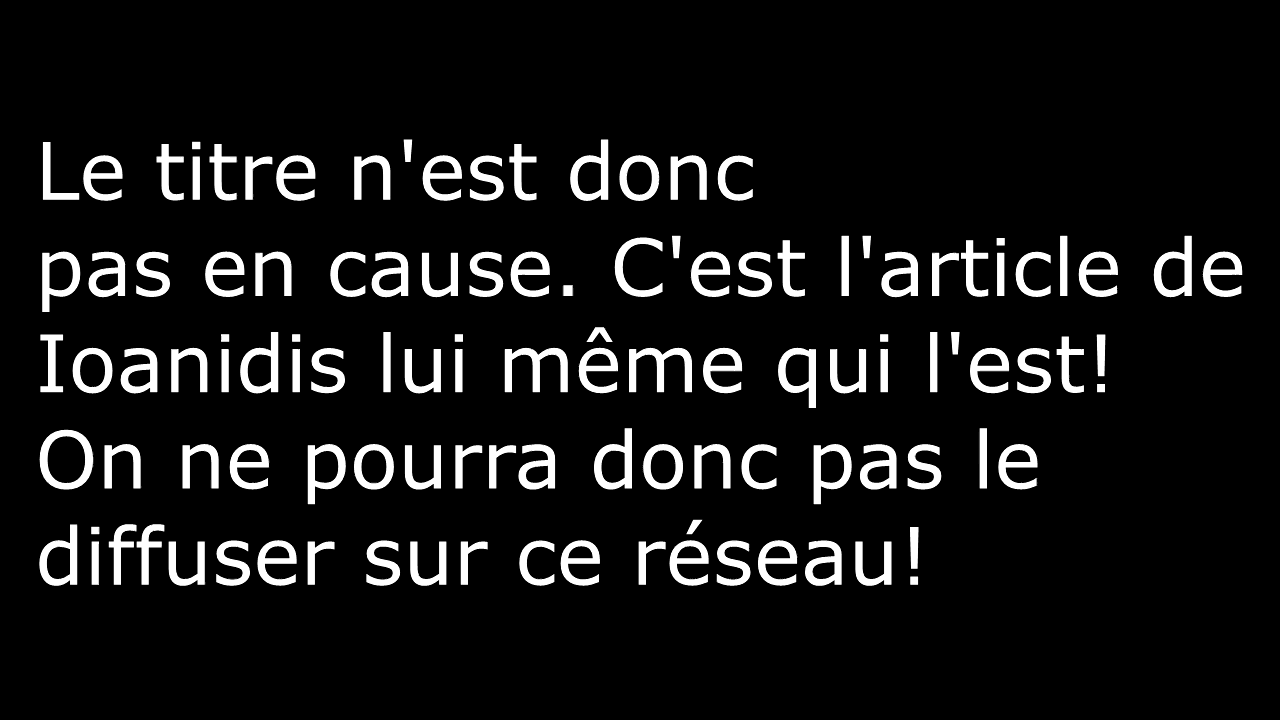 Le titre n'est donc
pas en cause. C'est l'article de
Ioanidis lui même qui l'est!
On ne pourra donc pas le
diffuser sur ce réseau!